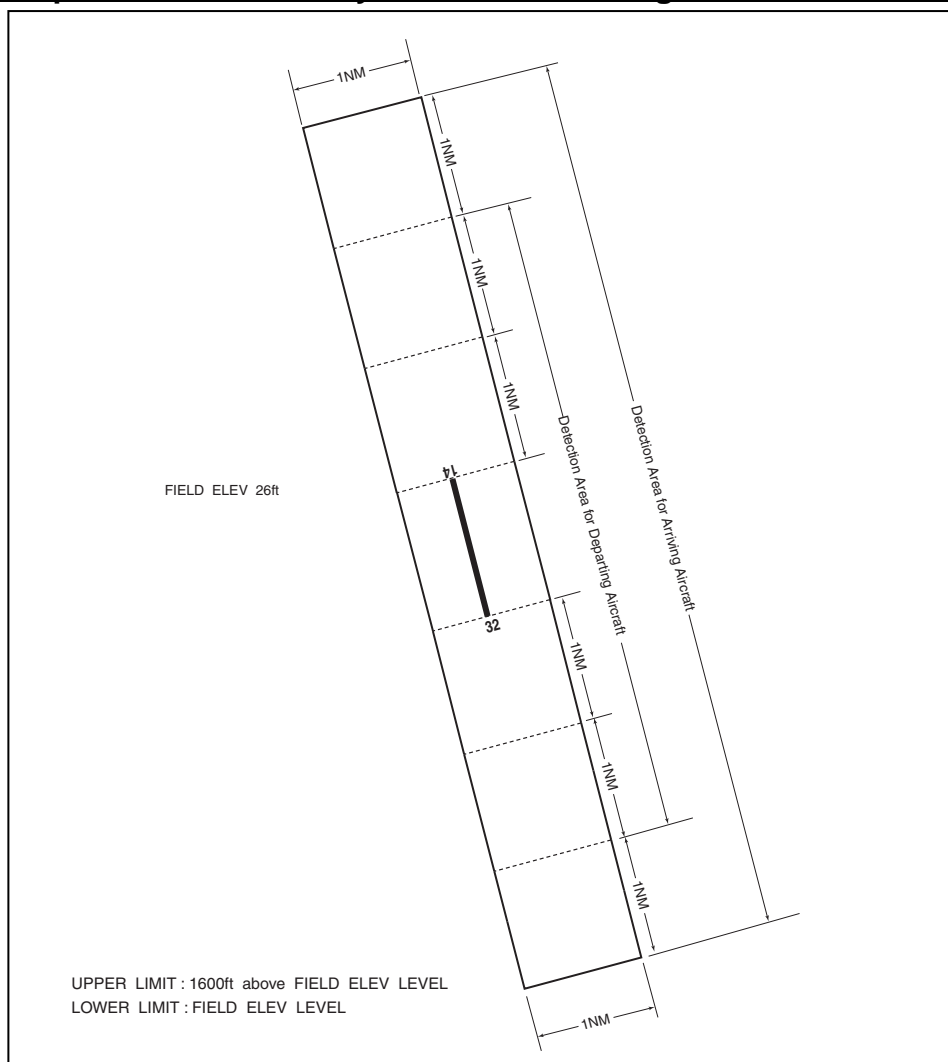 1NM
1NM
1NM
1NM
Detection Area for Departing Aircraft
Detection Area for Arriving Aircraft
14
FIELD ELEV 26ft
32
1NM
1NM
1NM
UPPER LIMIT : 1600ft above FIELD ELEV LEVEL
LOWER LIMIT : FIELD ELEV LEVEL
1NM